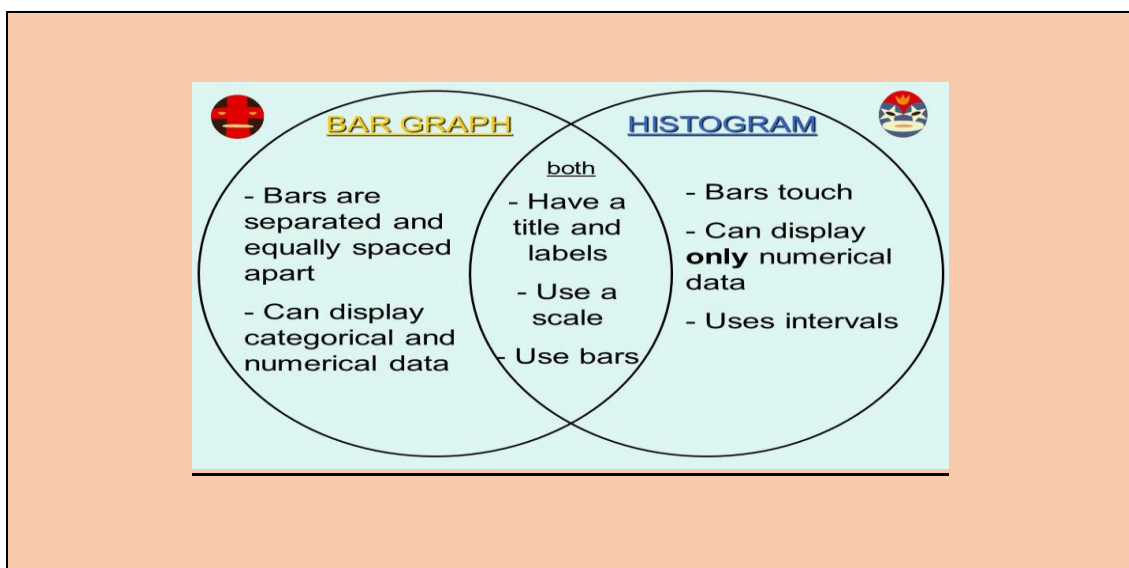 BAR GRAPH
- Bars are
separated and
equally spaced
apart
- Can display
categorical and
numerical data
both
- Have a
title and
labels
- Use a
scale
- Use bars
HISTOGRAM
- Bars touch
- Can display
only numerical
data
- Uses intervals